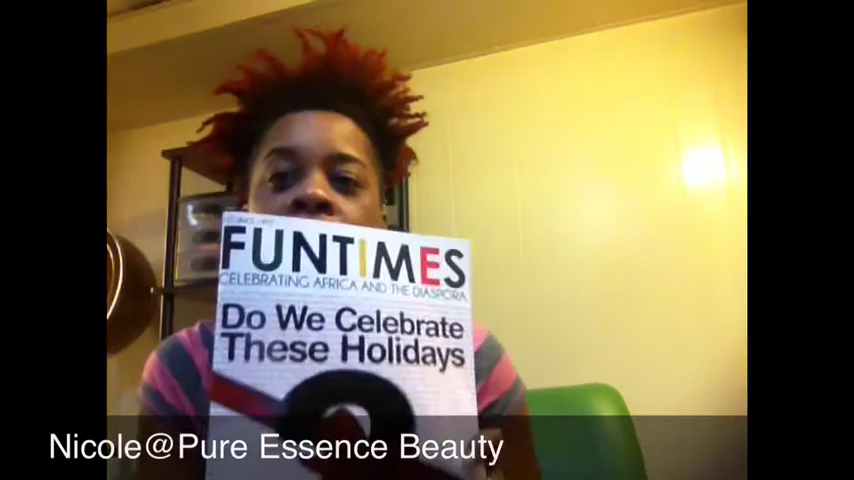 FUNTIMES
CELEBRATING AFRICA AND THE DIASPORA
Do We Celebrate
These Holidays
Nicole@Pure Essence Beauty